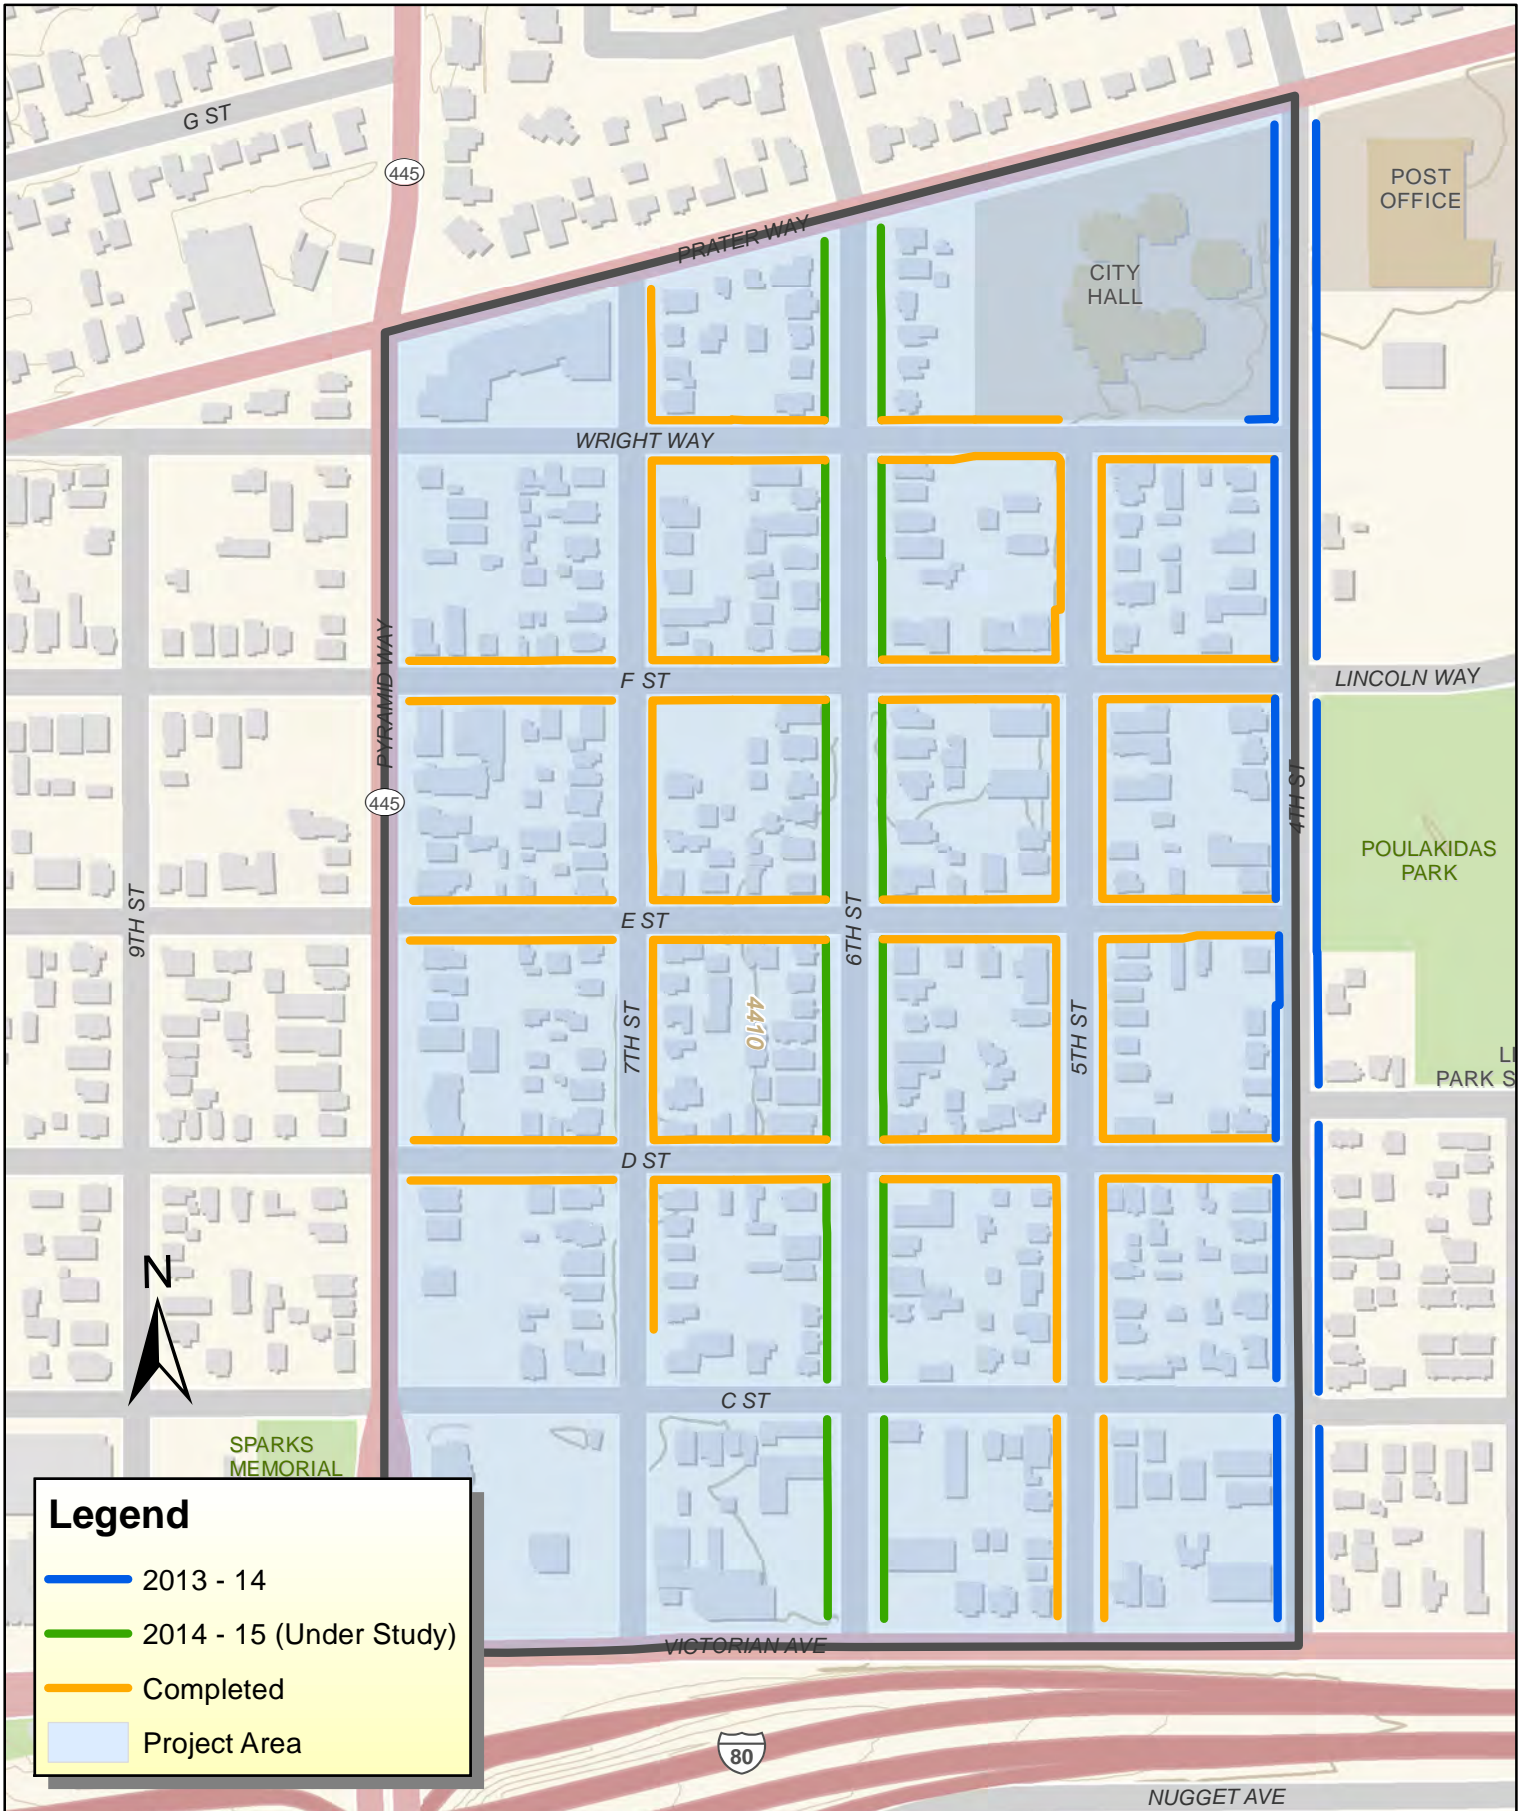 G ST
445
POST
OFFICE
PRATER WAY
CITY
HALL
WRIGHT WAY
PYRAMID WAY
F ST
LINCOLN WAY
445
4TH ST
POULAKIDAS
PARK
9TH ST
E ST
6TH ST
7TH ST
4410
5TH ST
LI
PARK S
D ST
N
C ST
SPARKS
MEMORIAL
Legend
2013 - 14
2014 - 15 (Under Study)
Completed
Project Area
VICTORIAN AVE
80
NUGGET AVE